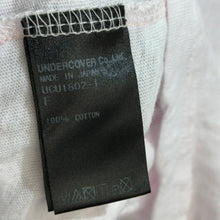 UNDERCOVER Co.,Ltd.
MADE IN JAPAN
UCU1802-1
F
100% COTTON